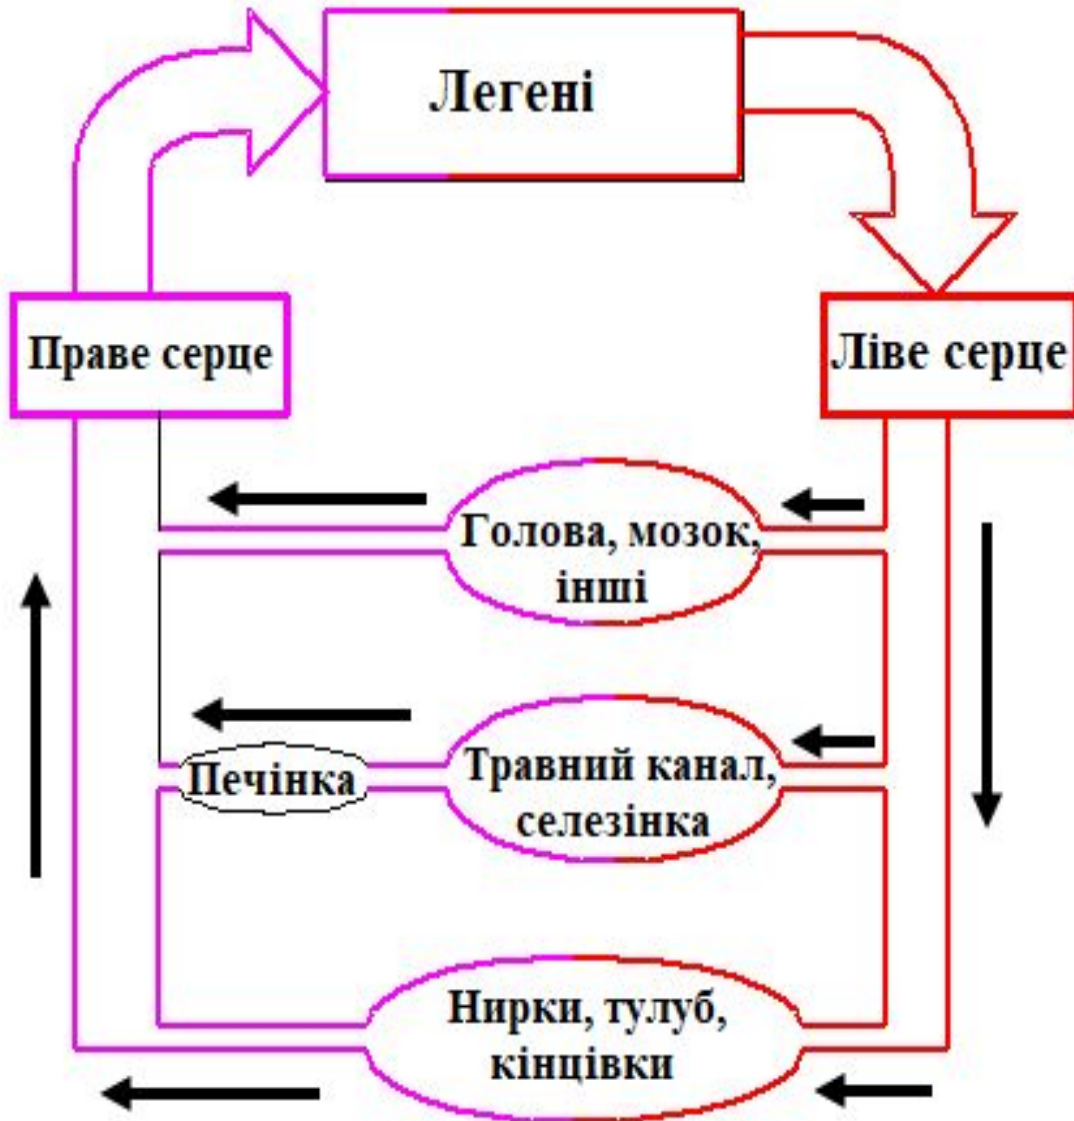 Легені
Праве серце
Ліве серце
Голова, мозок,
інші
Печінка
Травний канал,
селезінка
Нирки, тулуб,
кінцівки